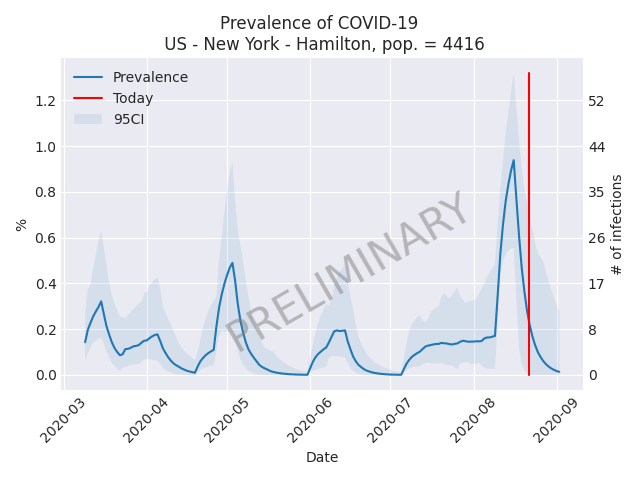 Prevalence of COVID-19
US - New York - Hamilton, pop. = 4416
Prevalence
Today
95CI
PRELIMINARY
%
1.2
1.0
0.8
0.6
0.4
0.2
0.0
52
44
35
26
17
8
0
# of infections
2020-03
2020-04
2020-05
2020-06
2020-07
2020-08
2020-09
Date